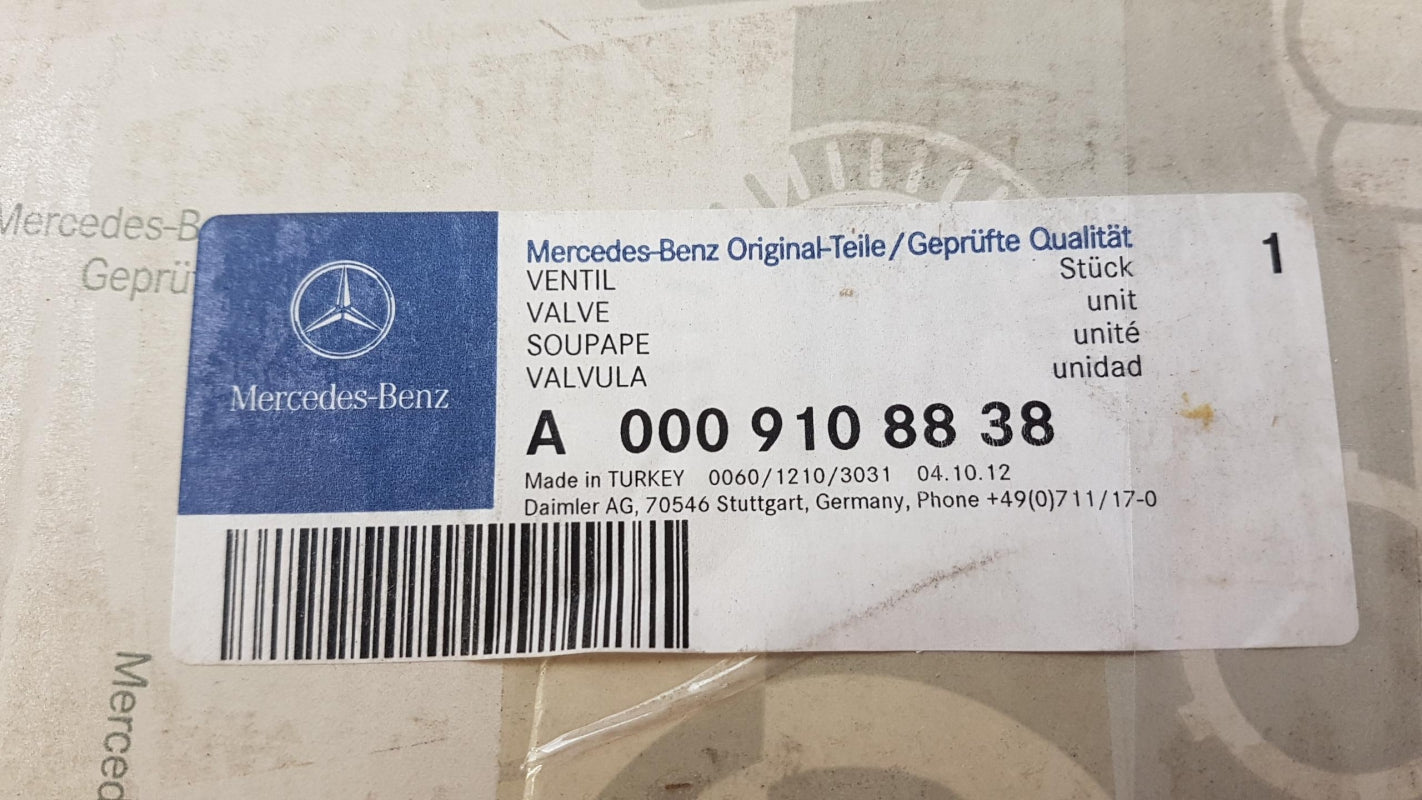 Mercedes-B
Geprü
Mercedes-Benz
Mercedes-Benz Original-Teile/Geprüfte Qualität
1
VENTIL Stück
VALVE unit
SOUPAPE unité
VALVULA unidad
A 000 910 88 38
Made in TURKEY 0060/1210/3031 04.10.12
Daimler AG, 70546 Stuttgart, Germany, Phone +49(0)711/17-0
Merced